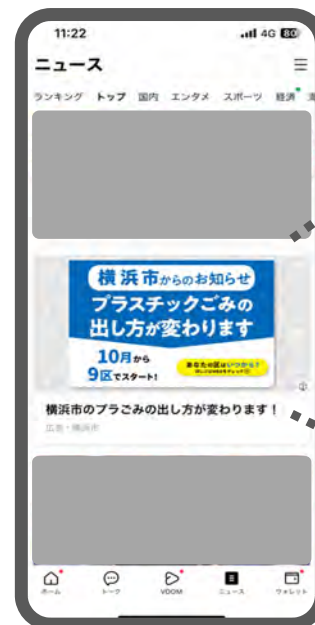 11:22
4G 80
ニュース
ランキング トップ 国内 エンタメ スポーツ 経済
横浜市からのお知らせ
プラスチックごみの
出し方が変わります
10月から
9区でスタート!
あなたの区はいつから?
横浜市のプラごみの出し方が変わります!
広告・横浜市
ホーム トーク VOOM ニュース ウォレット